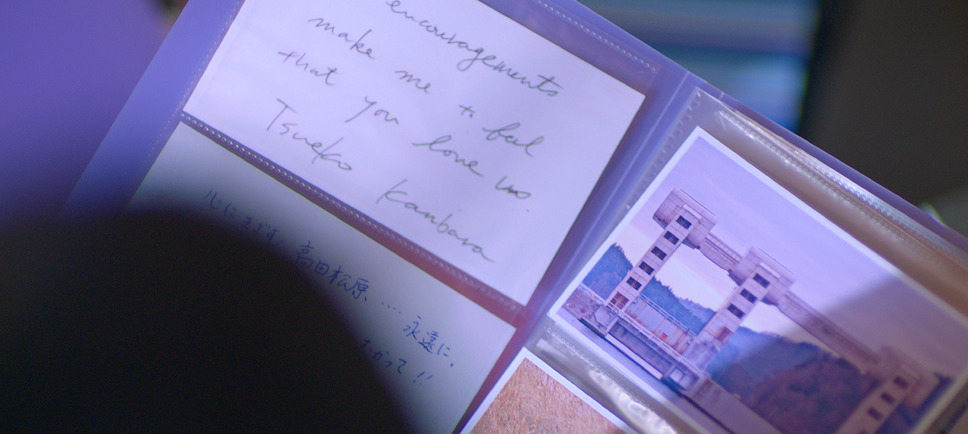 encouragements
make me to feel
that you love us.
Tsuneko Kanbara
高田松原....永遠に。